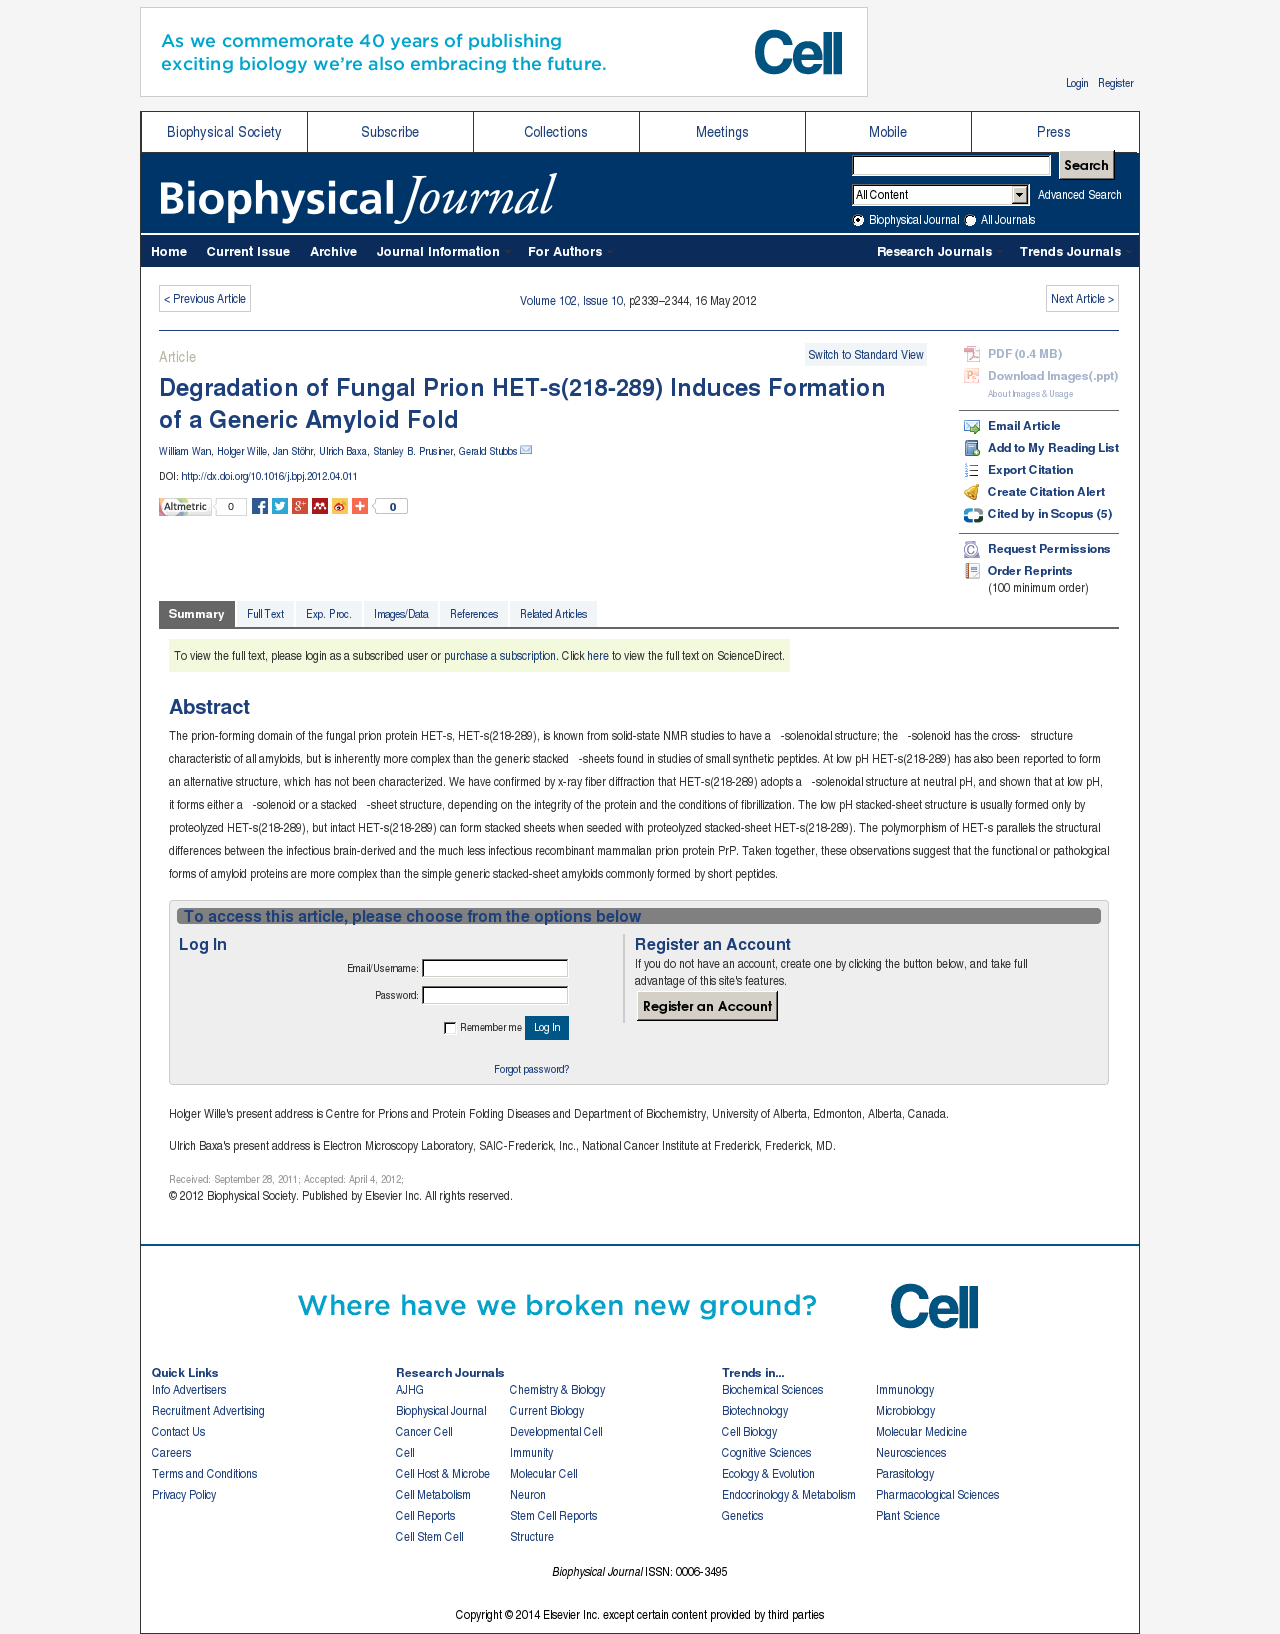 As we commemorate 40 years of publishing
exciting biology we're also embracing the future.
Cell
Login Register
Biophysical Society Subscribe Collections Meetings Mobile Press
Biophysical Journal
Search
All Content Advanced Search
Biophysical Journal All Journals
Home Current Issue Archive Journal Information For Authors Research Journals Trends Journals
< Previous Article Volume 102, Issue 10, p2339–2344, 16 May 2012 Next Article >
Article Switch to Standard View
Degradation of Fungal Prion HET-s(218-289) Induces Formation
of a Generic Amyloid Fold
William Wan, Holger Wille, Jan Stöhr, Ulrich Baxa, Stanley B. Prusiner, Gerald Stubbs
DOI: http://dx.doi.org/10.1016/j.bpj.2012.04.011
Altmetric 0 0
PDF (0.4 MB)
Download Images(.ppt)
About Images & Usage
Email Article
Add to My Reading List
Export Citation
Create Citation Alert
Cited by in Scopus (5)
Request Permissions
Order Reprints
(100 minimum order)
Summary Full Text Exp. Proc. Images/Data References Related Articles
To view the full text, please login as a subscribed user or purchase a subscription. Click here to view the full text on ScienceDirect.
Abstract
The prion-forming domain of the fungal prion protein HET-s, HET-s(218-289), is known from solid-state NMR studies to have a -solenoidal structure; the -solenoid has the cross- structure
characteristic of all amyloids, but is inherently more complex than the generic stacked -sheets found in studies of small synthetic peptides. At low pH HET-s(218-289) has also been reported to form
an alternative structure, which has not been characterized. We have confirmed by x-ray fiber diffraction that HET-s(218-289) adopts a -solenoidal structure at neutral pH, and shown that at low pH,
it forms either a -solenoid or a stacked -sheet structure, depending on the integrity of the protein and the conditions of fibrillization. The low pH stacked-sheet structure is usually formed only by
proteolyzed HET-s(218-289), but intact HET-s(218-289) can form stacked sheets when seeded with proteolyzed stacked-sheet HET-s(218-289). The polymorphism of HET-s parallels the structural
differences between the infectious brain-derived and the much less infectious recombinant mammalian prion protein PrP. Taken together, these observations suggest that the functional or pathological
forms of amyloid proteins are more complex than the simple generic stacked-sheet amyloids commonly formed by short peptides.
To access this article, please choose from the options below
Log In
Email/Username:
Password:
Remember me Log In
Forgot password?
Register an Account
If you do not have an account, create one by clicking the button below, and take full
advantage of this site's features.
Register an Account
Holger Wille's present address is Centre for Prions and Protein Folding Diseases and Department of Biochemistry, University of Alberta, Edmonton, Alberta, Canada.
Ulrich Baxa's present address is Electron Microscopy Laboratory, SAIC-Frederick, Inc., National Cancer Institute at Frederick, Frederick, MD.
Received: September 28, 2011; Accepted: April 4, 2012;
© 2012 Biophysical Society. Published by Elsevier Inc. All rights reserved.
Where have we broken new ground? Cell
Quick Links
Info Advertisers
Recruitment Advertising
Contact Us
Careers
Terms and Conditions
Privacy Policy
Research Journals
AJHG Chemistry & Biology
Biophysical Journal Current Biology
Cancer Cell Developmental Cell
Cell Immunity
Cell Host & Microbe Molecular Cell
Cell Metabolism Neuron
Cell Reports Stem Cell Reports
Cell Stem Cell Structure
Trends in...
Biochemical Sciences Immunology
Biotechnology Microbiology
Cell Biology Molecular Medicine
Cognitive Sciences Neurosciences
Ecology & Evolution Parasitology
Endocrinology & Metabolism Pharmacological Sciences
Genetics Plant Science
Biophysical Journal ISSN: 0006-3495
Copyright © 2014 Elsevier Inc. except certain content provided by third parties